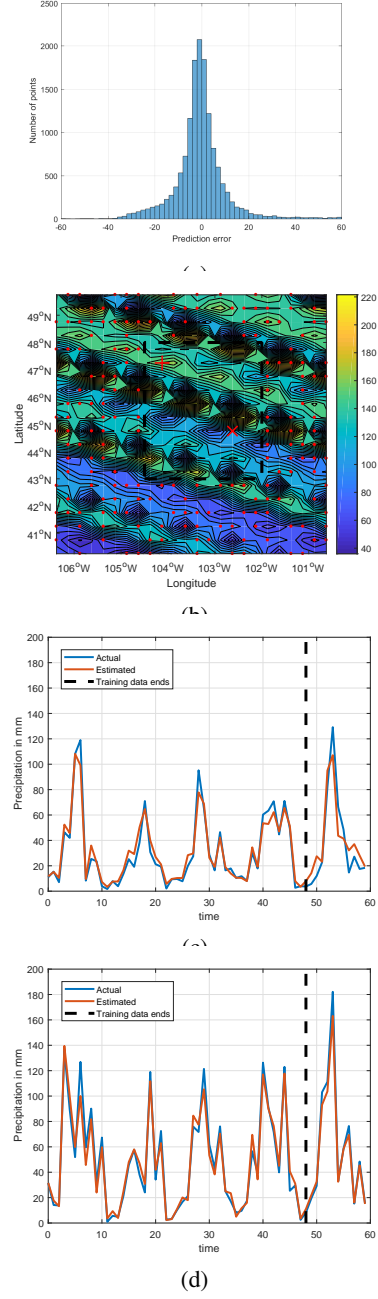 2500
2000
1500
1000
500
0
Number of points
-60 -40 -20 0 20 40 60
Prediction error
49°N
48°N
47°N
46°N
45°N
44°N
43°N
42°N
41°N
Latitude
106°W 105°W 104°W 103°W 102°W 101°W
Longitude
220
200
180
160
140
120
100
80
60
40
(b)
200
180
160
140
120
100
80
60
40
20
0
Precipitation in mm
Actual
Estimated
Training data ends
0 10 20 30 40 50 60
time
200
180
160
140
120
100
80
60
40
20
0
Precipitation in mm
Actual
Estimated
Training data ends
0 10 20 30 40 50 60
time
(d)